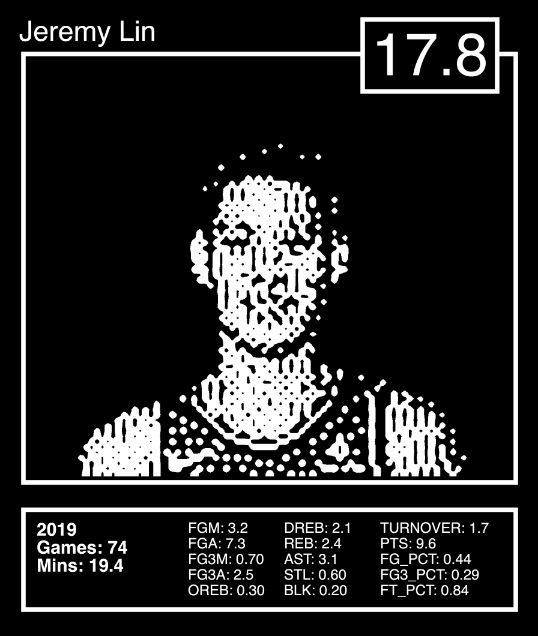 Jeremy Lin
17.8
2019
Games: 74
Mins: 19.4
FGM: 3.2
FGA: 7.3
FG3M: 0.70
FG3A: 2.5
OREB: 0.30
DREB: 2.1
REB: 2.4
AST: 3.1
STL: 0.60
BLK: 0.20
TURNOVER: 1.7
PTS: 9.6
FG_PCT: 0.44
FG3_PCT: 0.29
FT_PCT: 0.84